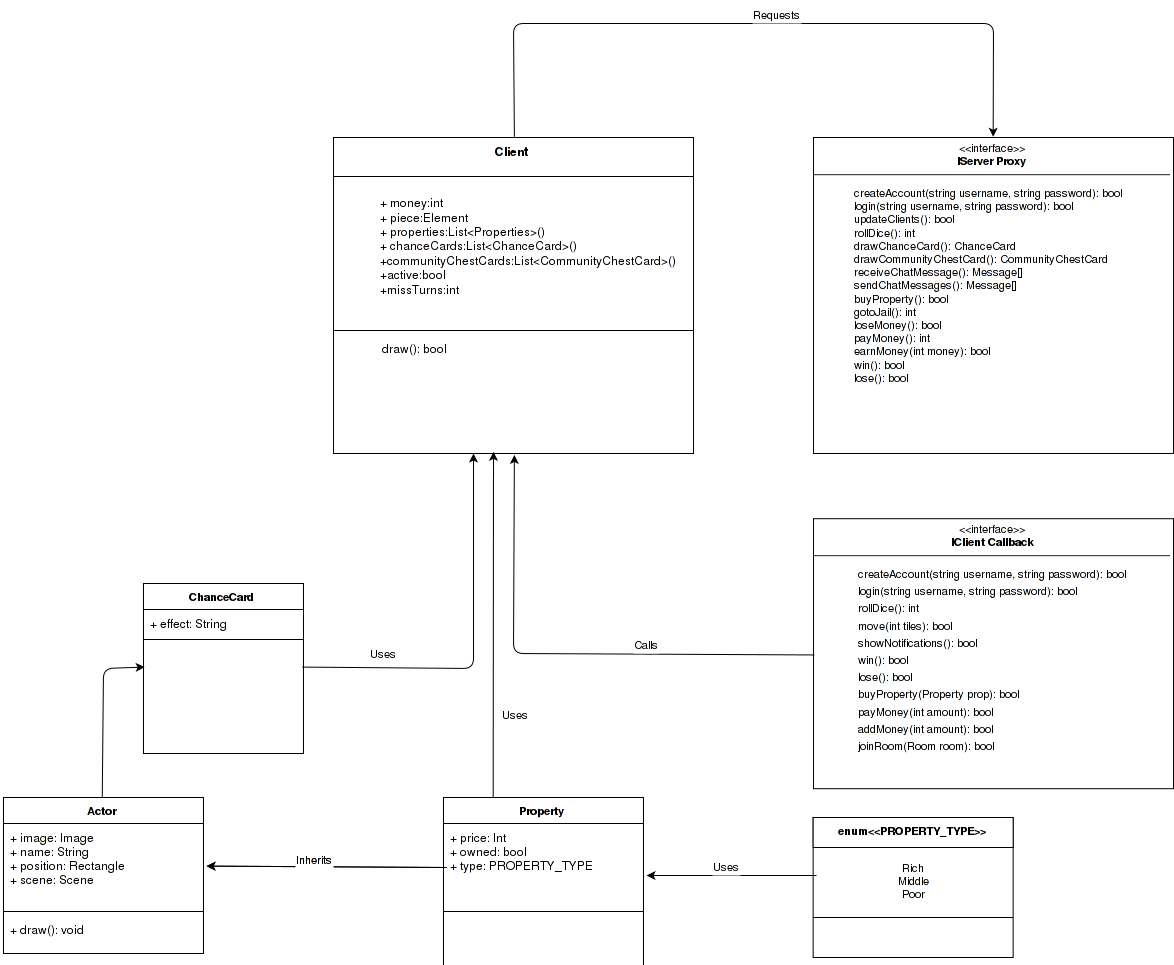 Requests
Client
+ money:int
+ piece:Element
+ properties:List<Properties>()
+ chanceCards:List<ChanceCard>()
+communityChestCards:List<CommunityChestCard>()
+active:bool
+missTurns:int
draw(): bool
<<interface>>
IServer Proxy
createAccount(string username, string password): bool
login(string username, string password): bool
updateClients(): bool
rollDice(): int
drawChanceCard(): ChanceCard
drawCommunityChestCard(): CommunityChestCard
receiveChatMessage(): Message[]
sendChatMessages(): Message[]
buyProperty(): bool
gotoJail(): int
loseMoney(): bool
payMoney(): int
earnMoney(int money): bool
win(): bool
lose(): bool
<<interface>>
IClient Callback
createAccount(string username, string password): bool
login(string username, string password): bool
rollDice(): int
move(int tiles): bool
showNotifications(): bool
win(): bool
lose(): bool
buyProperty(Property prop): bool
payMoney(int amount): bool
addMoney(int amount): bool
joinRoom(Room room): bool
Calls
ChanceCard
+ effect: String
Uses
Uses
Actor
+ image: Image
+ name: String
+ position: Rectangle
+ scene: Scene
+ draw(): void
Inherits
Property
+ price: Int
+ owned: bool
+ type: PROPERTY_TYPE
Uses
enum<<PROPERTY_TYPE>>
Rich
Middle
Poor